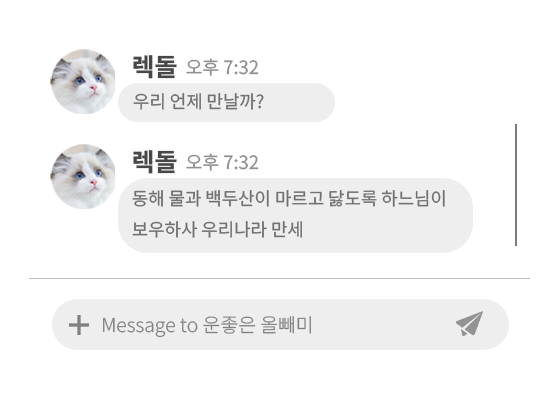 렉돌 오후 7:32
우리 언제 만날까?
렉돌 오후 7:32
동해 물과 백두산이 마르고 닳도록 하느님이
보우하사 우리나라 만세
Message to 운좋은 올빼미